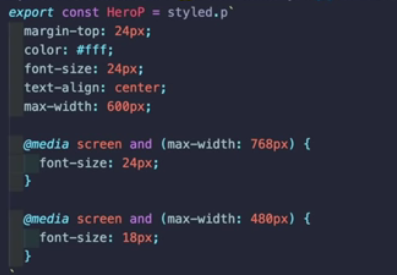 export const HeroP = styled.p`
margin-top: 24px;
color: #fff;
font-size: 24px;
text-align: center;
max-width: 600px;
@media screen and (max-width: 768px) {
font-size: 24px;
}
@media screen and (max-width: 480px) {
font-size: 18px;
}
`